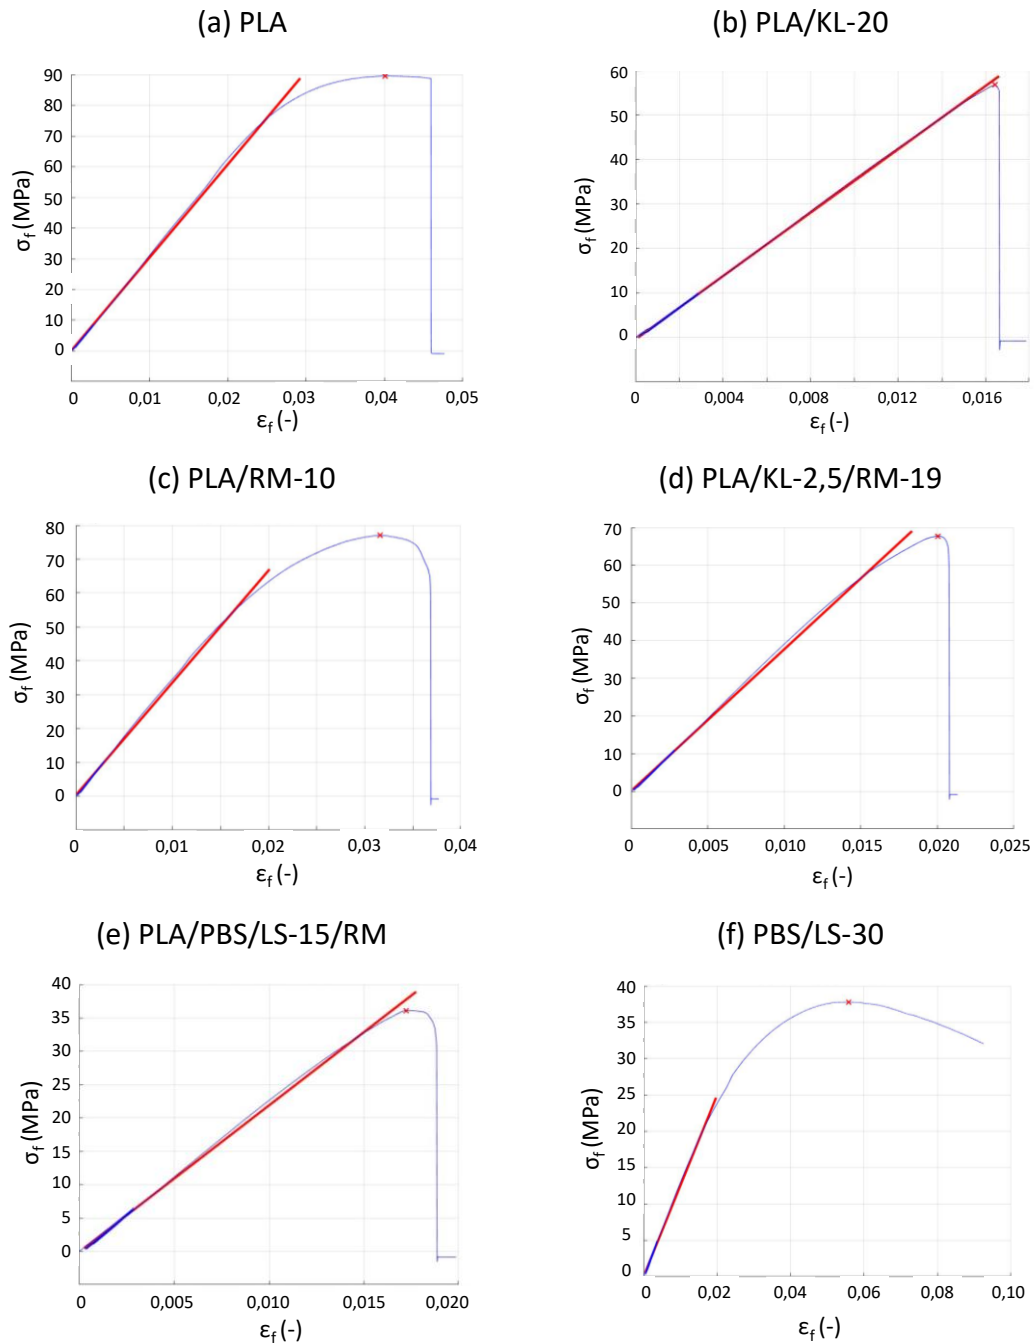 (a) PLA
90
80
70
60
50
40
30
20
10
0
σf (MPa)
0 0,01 0,02 0,03 0,04 0,05
εf (-)
(b) PLA/KL-20
60
50
40
30
20
10
0
σf (MPa)
0 0,004 0,008 0,012 0,016
εf (-)
(c) PLA/RM-10
80
70
60
50
40
30
20
10
0
σf (MPa)
0 0,01 0,02 0,03 0,04
εf (-)
(d) PLA/KL-2,5/RM-19
70
60
50
40
30
20
10
0
σf (MPa)
0 0,005 0,010 0,015 0,020 0,025
εf (-)
(e) PLA/PBS/LS-15/RM
40
35
30
25
20
15
10
5
0
σf (MPa)
0 0,005 0,010 0,015 0,020
εf (-)
(f) PBS/LS-30
40
35
30
25
20
15
10
5
0
σf (MPa)
0 0,02 0,04 0,06 0,08 0,10
εf (-)